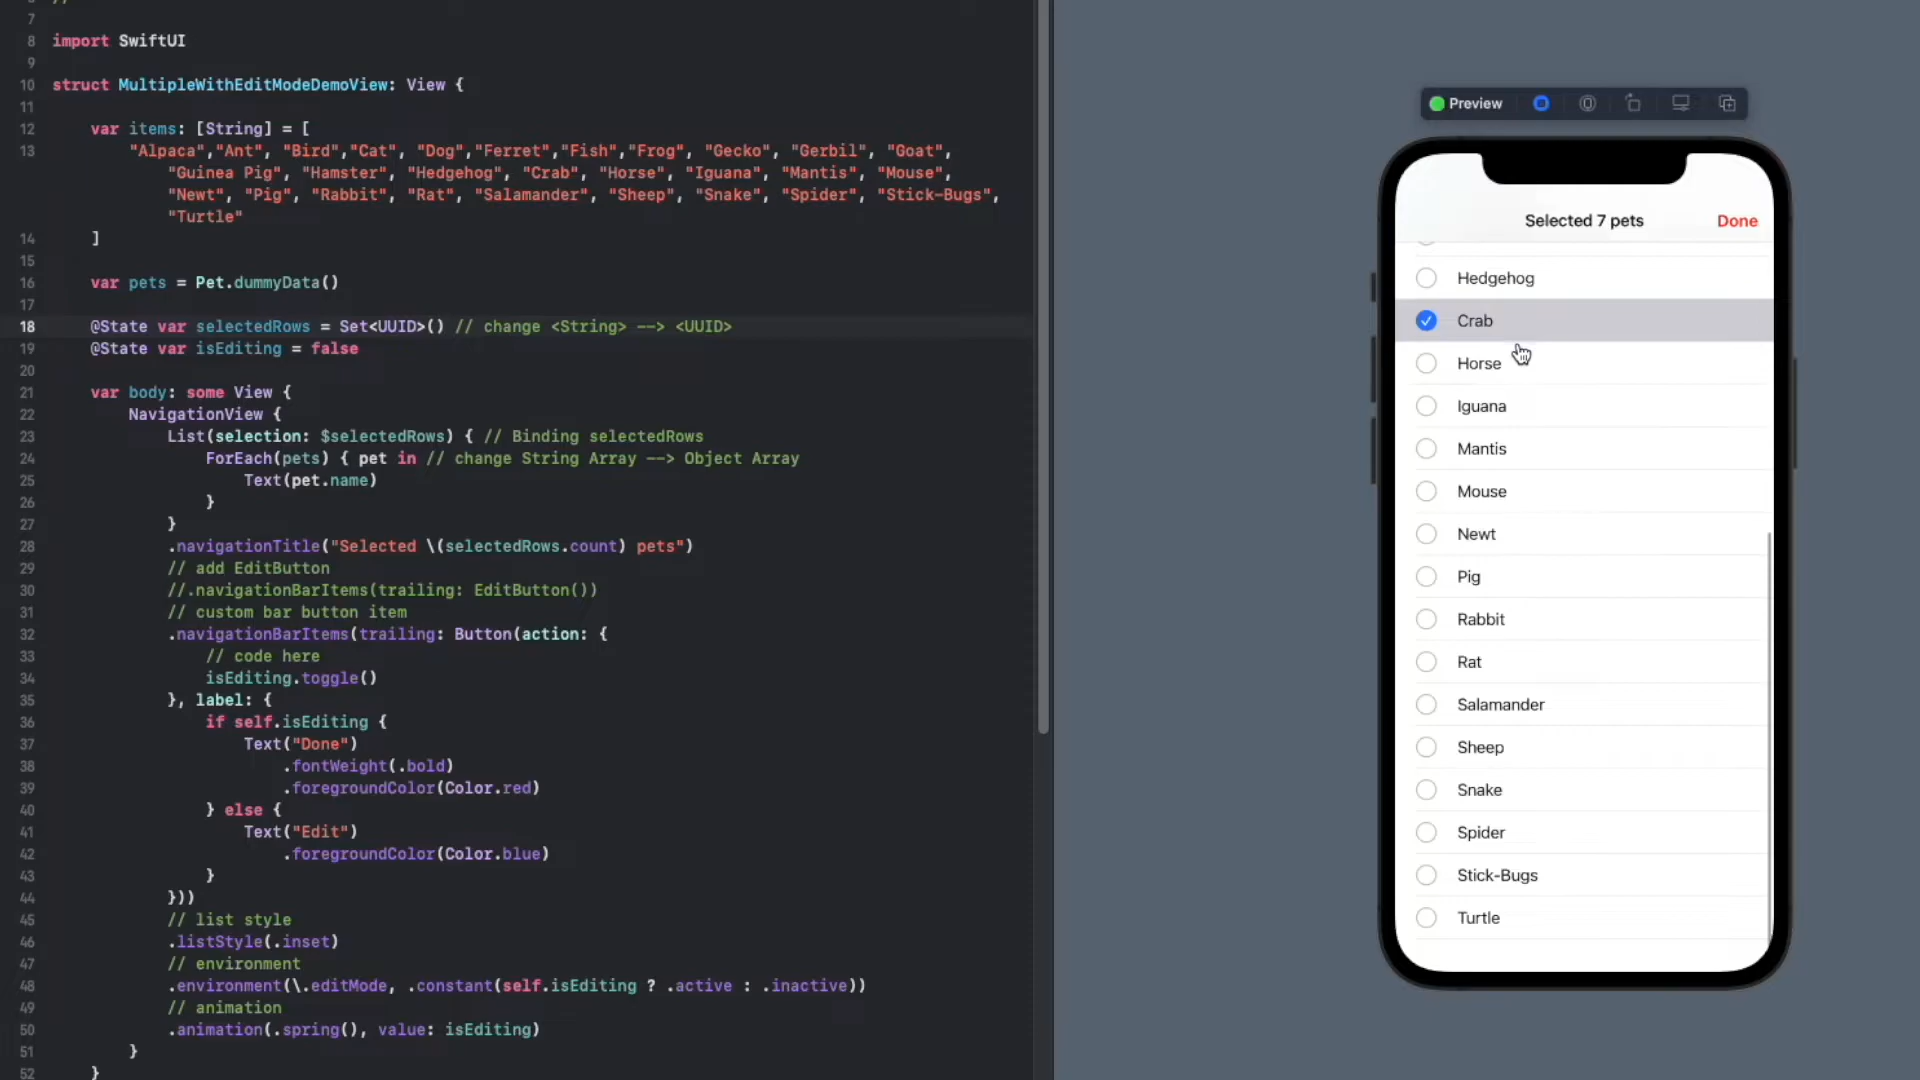 7
8 import SwiftUI
9
10 struct MultipleWithEditModeDemoView: View {
11
12 var items: [String] = [
13 "Alpaca","Ant", "Bird","Cat", "Dog","Ferret","Fish","Frog", "Gecko", "Gerbil", "Goat",
"Guinea Pig", "Hamster", "Hedgehog", "Crab", "Horse", "Iguana", "Mantis", "Mouse",
"Newt", "Pig", "Rabbit", "Rat", "Salamander", "Sheep", "Snake", "Spider", "Stick-Bugs",
"Turtle"
14 ]
15
16 var pets = Pet.dummyData()
17
18 @State var selectedRows = Set<UUID>() // change <String> --> <UUID>
19 @State var isEditing = false
20
21 var body: some View {
22 NavigationView {
23 List(selection: $selectedRows) { // Binding selectedRows
24 ForEach(pets) { pet in // change String Array --> Object Array
25 Text(pet.name)
26 }
27 }
28 .navigationTitle("Selected \(selectedRows.count) pets")
29 // add EditButton
30 //.navigationBarItems(trailing: EditButton())
31 // custom bar button item
32 .navigationBarItems(trailing: Button(action: {
33 // code here
34 isEditing.toggle()
35 }, label: {
36 if self.isEditing {
37 Text("Done")
38 .fontWeight(.bold)
39 .foregroundColor(Color.red)
40 } else {
41 Text("Edit")
42 .foregroundColor(Color.blue)
43 }
44 }))
45 // list style
46 .listStyle(.inset)
47 // environment
48 .environment(\.editMode, .constant(self.isEditing ? .active : .inactive))
49 // animation
50 .animation(.spring(), value: isEditing)
51 }
52 }
Preview
Selected 7 pets Done
Hedgehog
Crab
Horse
Iguana
Mantis
Mouse
Newt
Pig
Rabbit
Rat
Salamander
Sheep
Snake
Spider
Stick-Bugs
Turtle